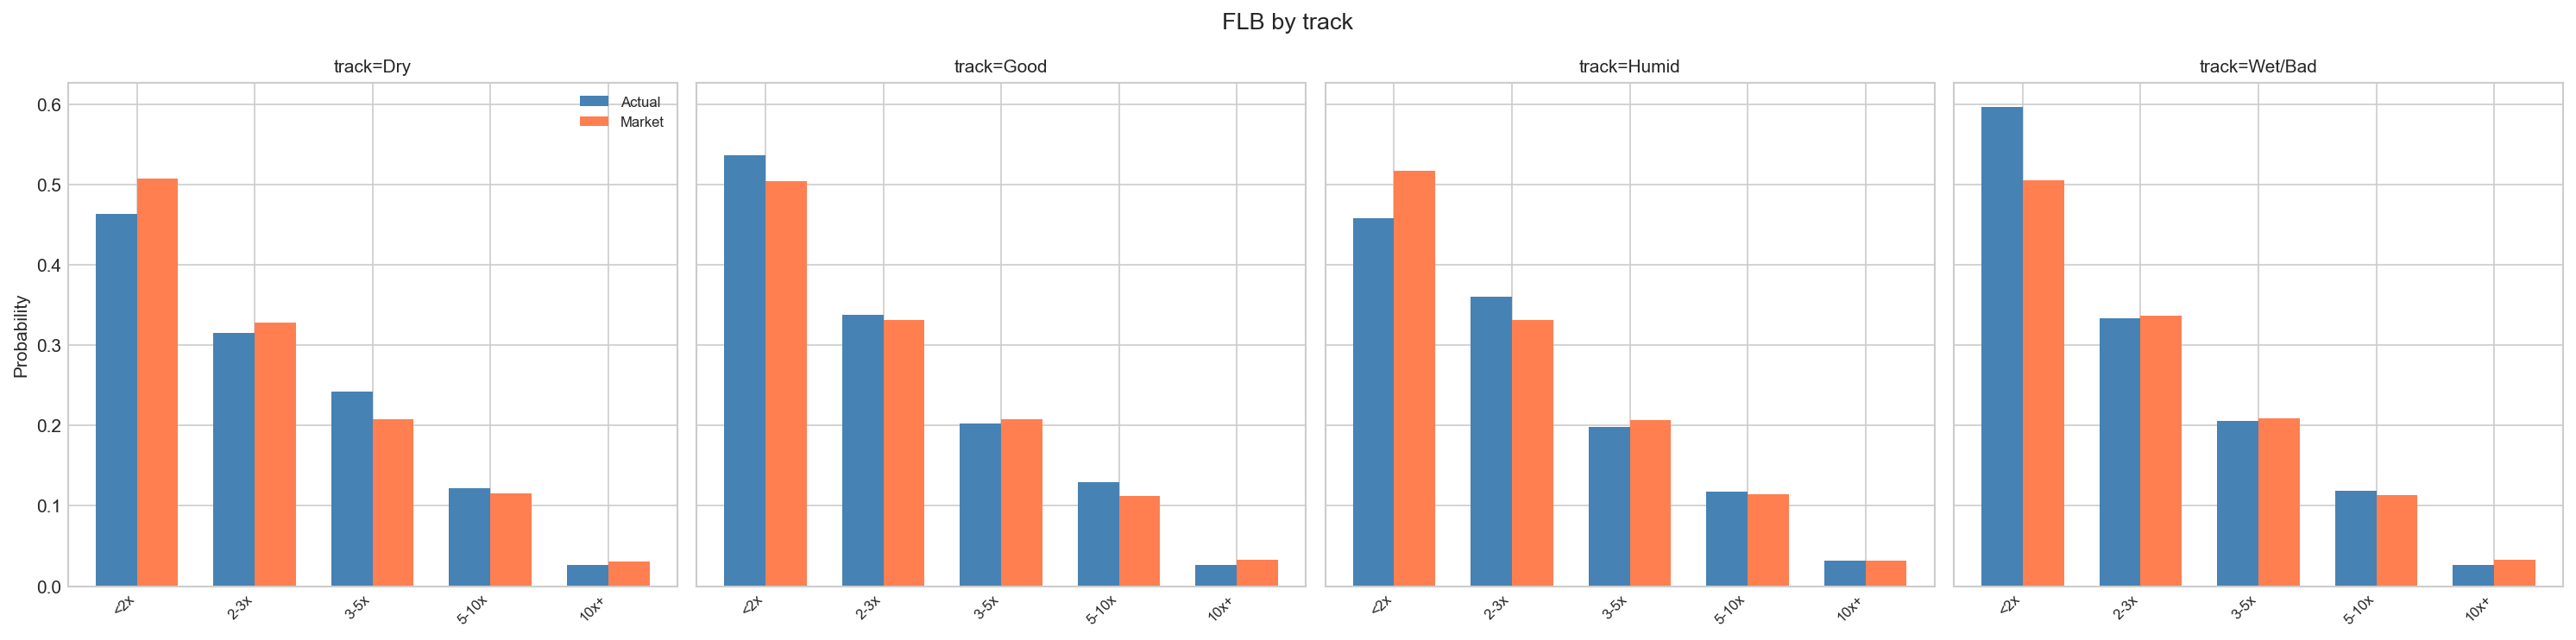 FLB by track
track=Dry
track=Good
track=Humid
track=Wet/Bad
Actual
Market
Probability
0.6
0.5
0.4
0.3
0.2
0.1
0.0
<2x 2-3x 3-5x 5-10x 10x+
<2x 2-3x 3-5x 5-10x 10x+
<2x 2-3x 3-5x 5-10x 10x+
<2x 2-3x 3-5x 5-10x 10x+